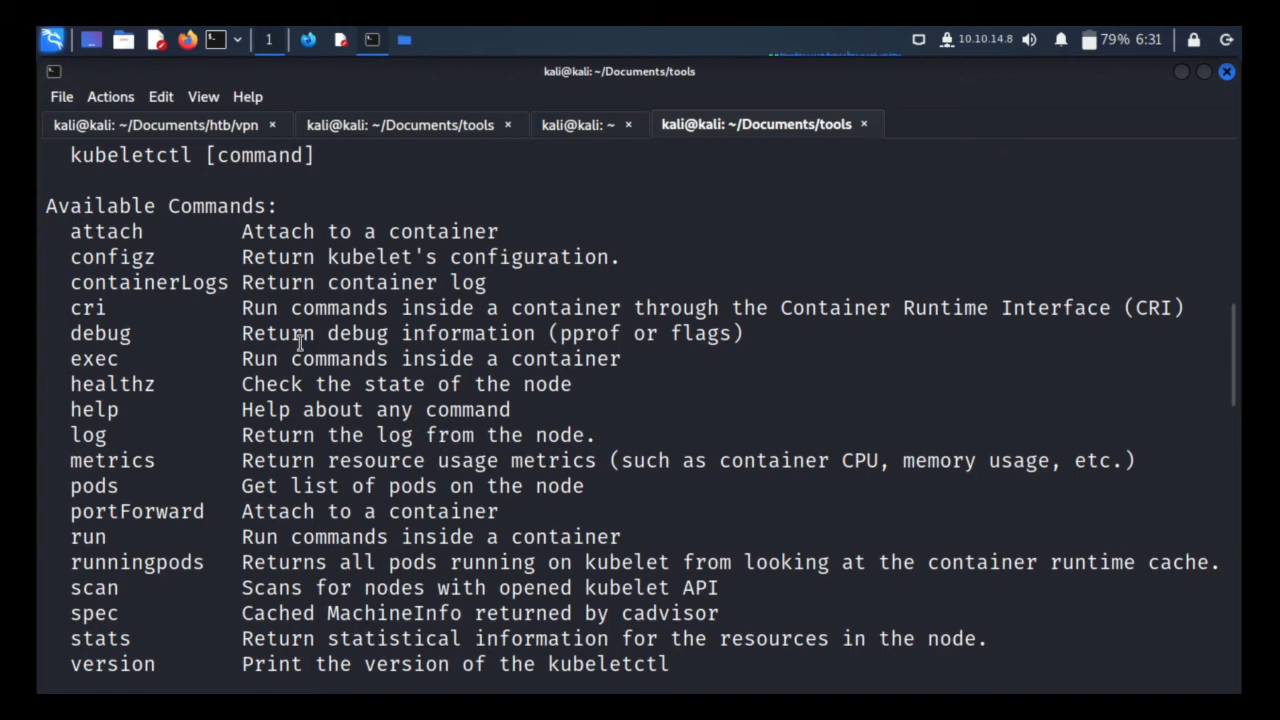 1
10.10.14.8
79% 6:31
kali@kali: ~/Documents/tools
File Actions Edit View Help
kali@kali: ~/Documents/htb/vpn × kali@kali: ~/Documents/tools × kali@kali: ~ × kali@kali: ~/Documents/tools ×
kubeletctl [command]
Available Commands:
attach Attach to a container
configz Return kubelet's configuration.
containerLogs Return container log
cri Run commands inside a container through the Container Runtime Interface (CRI)
debug Return debug information (pprof or flags)
exec Run commands inside a container
healthz Check the state of the node
help Help about any command
log Return the log from the node.
metrics Return resource usage metrics (such as container CPU, memory usage, etc.)
pods Get list of pods on the node
portForward Attach to a container
run Run commands inside a container
runningpods Returns all pods running on kubelet from looking at the container runtime cache.
scan Scans for nodes with opened kubelet API
spec Cached MachineInfo returned by cadvisor
stats Return statistical information for the resources in the node.
version Print the version of the kubeletctl